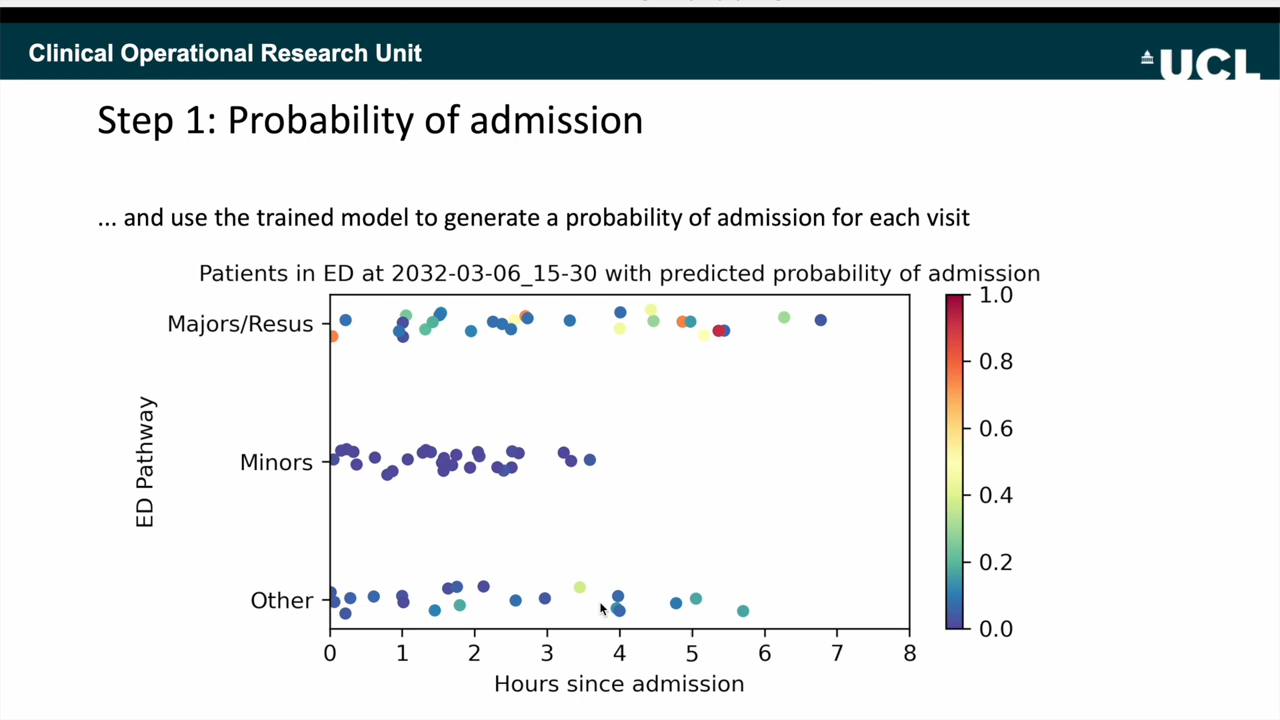 Clinical Operational Research Unit
UCL
Step 1: Probability of admission
... and use the trained model to generate a probability of admission for each visit
Patients in ED at 2032-03-06_15-30 with predicted probability of admission
Majors/Resus
Minors
Other
ED Pathway
0 1 2 3 4 5 6 7 8
Hours since admission
1.0
0.8
0.6
0.4
0.2
0.0